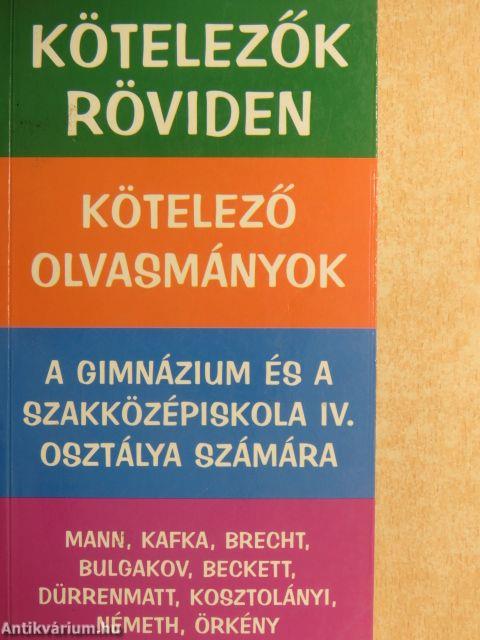 KÖTELEZŐK
RÖVIDEN
KÖTELEZŐ
OLVASMÁNYOK
A GIMNÁZIUM ÉS A
SZAKKÖZÉPISKOLA IV.
OSZTÁLYA SZÁMÁRA
MANN, KAFKA, BRECHT,
BULGAKOV, BECKETT,
DÜRRENMATT, KOSZTOLÁNYI,
NÉMETH, ÖRKÉNY
Antikvárium.hu